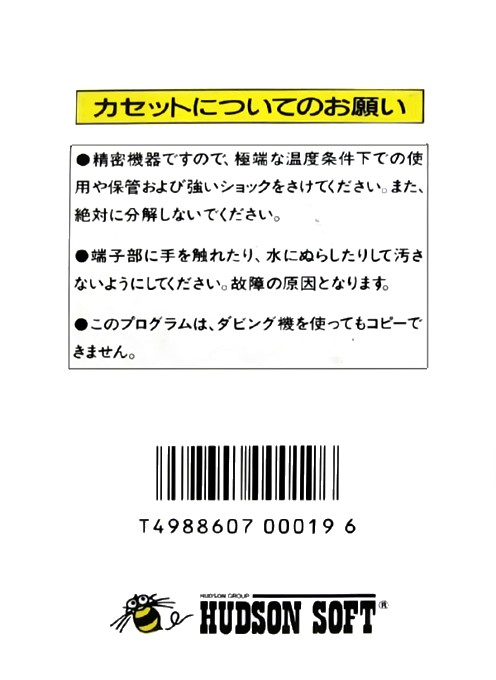 カセットについてのお願い
●精密機器ですので、極端な温度条件下での使
用や保管および強いショックをさけてください。また、
絶対に分解しないでください。
●端子部に手を触れたり、水にぬらしたりして汚さ
ないようにしてください。故障の原因となります。
●このプログラムは、ダビング機を使ってもコピーで
きません。
T4988607 00019 6
HUDSON GROUP
HUDSON SOFT®